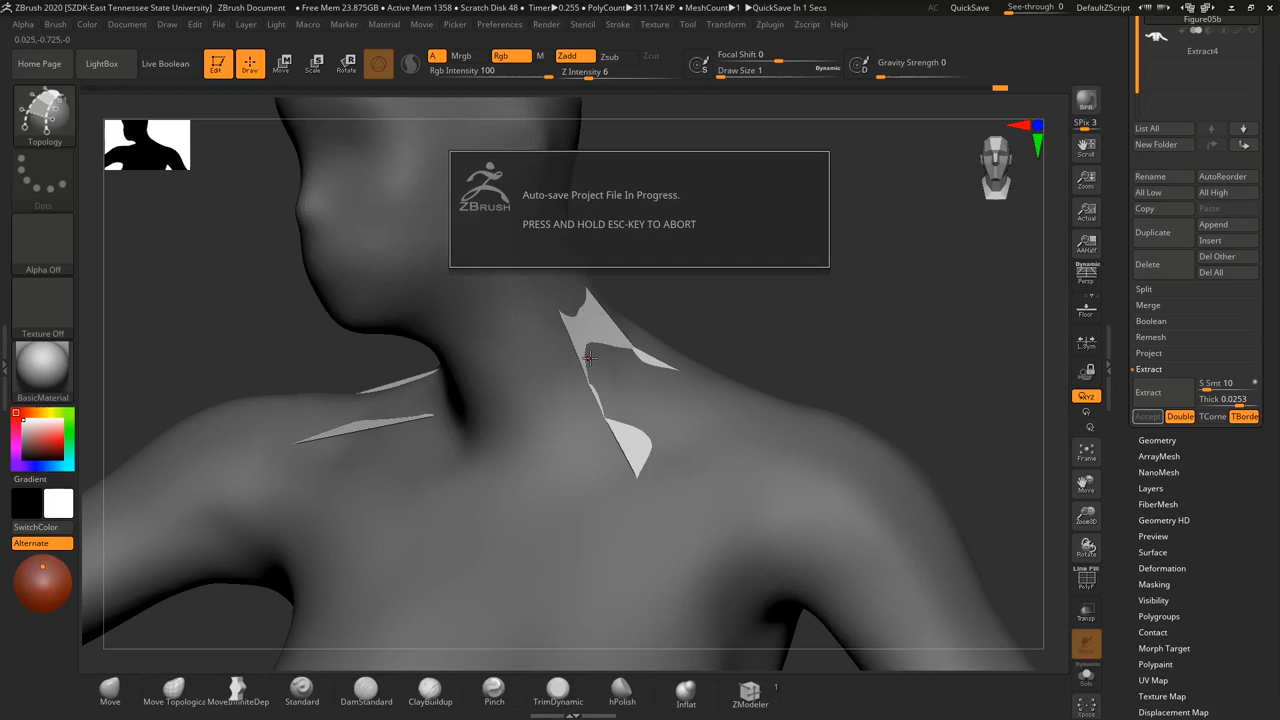 ZBrush 2020 [SZDK-East Tennessee State University] ZBrush Document • Free Mem 23.875GB • Active Mem 1358 • Scratch Disk 48 • Timer▸0.255 • PolyCount▸311.174 KP • MeshCount▸1 ▸QuickSave In 1 Secs AC QuickSave See-through 0 Menus DefaultZScript
Alpha Brush Color Document Draw Edit File Layer Light Macro Marker Material Movie Picker Preferences Render Stencil Stroke Texture Tool Transform Zplugin Zscript Help
0.025,-0.725,-0
Home Page LightBox Live Boolean Edit Draw Move Scale Rotate
A Mrgb Rgb M Zadd Zsub Zcut
Rgb Intensity 100 Z Intensity 6
Focal Shift 0
Draw Size 1 Dynamic
Gravity Strength 0
Topology
Dots
Alpha Off
Texture Off
BasicMaterial
Gradient
SwitchColor
Alternate
ZBRUSH
Auto-save Project File In Progress.
PRESS AND HOLD ESC-KEY TO ABORT
BPR
SPix 3
Scroll
Zoom
Actual
AAHalf
Dynamic
Persp
Floor
L.Sym
XYZ
Frame
Move
Zoom3D
Rotate
Line Fill
PolyF
Transp
Dynamic
Solo
Xpose
Figure05b
Extract4
List All
New Folder
Rename AutoReorder
All Low All High
Copy Paste
Duplicate Append
Insert
Delete Del Other
Del All
Split
Merge
Boolean
Remesh
Project
Extract
Extract S Smt 10
Thick 0.0253
Accept Double TCorne TBorde
Geometry
ArrayMesh
NanoMesh
Layers
FiberMesh
Geometry HD
Preview
Surface
Deformation
Masking
Visibility
Polygroups
Contact
Morph Target
Polypaint
UV Map
Texture Map
Displacement Map
Move Move Topologica MoveInfiniteDep Standard DamStandard ClayBuildup Pinch TrimDynamic hPolish Inflat ZModeler 1